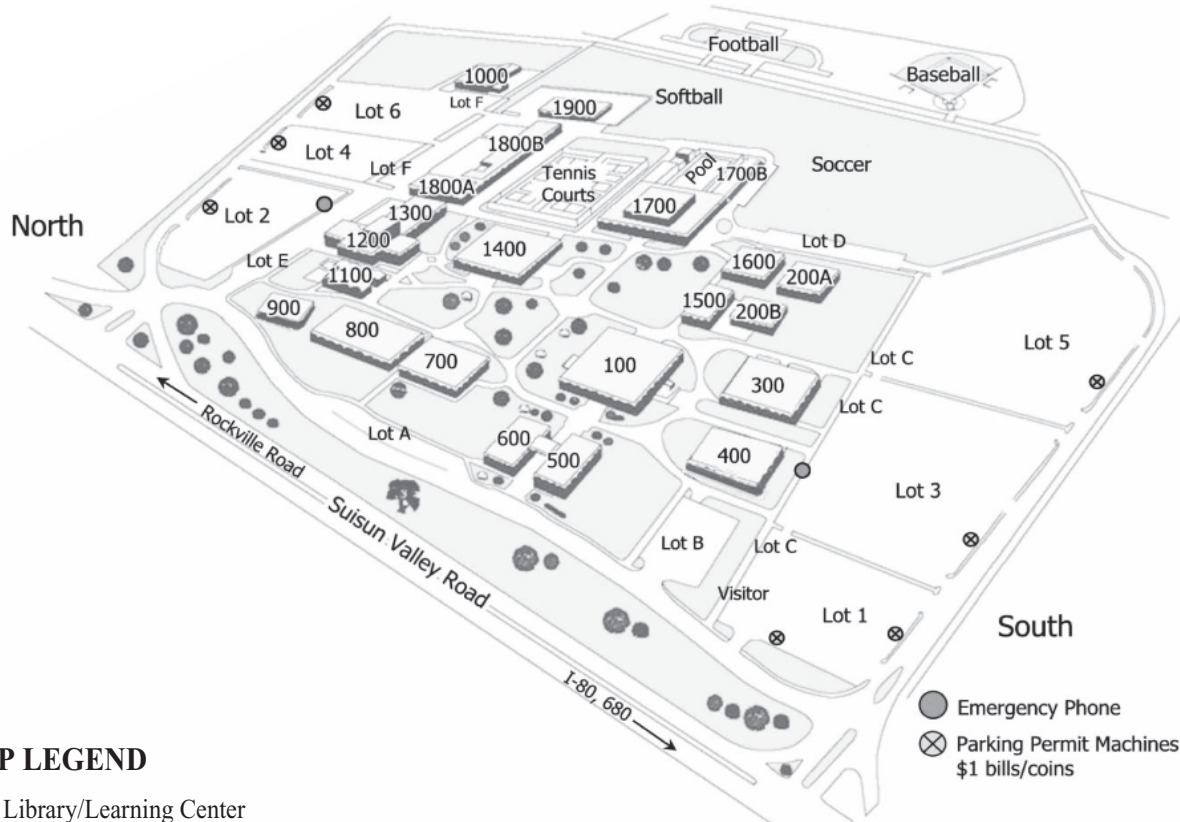 Football
Baseball
1000
Lot F
Lot 6
1900
Softball
Lot 4
1800B
Lot F
Pool
Soccer
Tennis
Courts
1700B
1800A
Lot 2
1300
1700
North
1200
1400
Lot D
Lot E
1100
1600
200A
900
1500
200B
800
700
100
Lot 5
Lot C
300
Lot C
Rockville Road
Lot A
600
500
400
Lot 3
Suisun Valley Road
Lot B
Lot C
Visitor
Lot 1
South
I-80, 680
Emergency Phone
Parking Permit Machines
$1 bills/coins
P LEGEND
Library/Learning Center